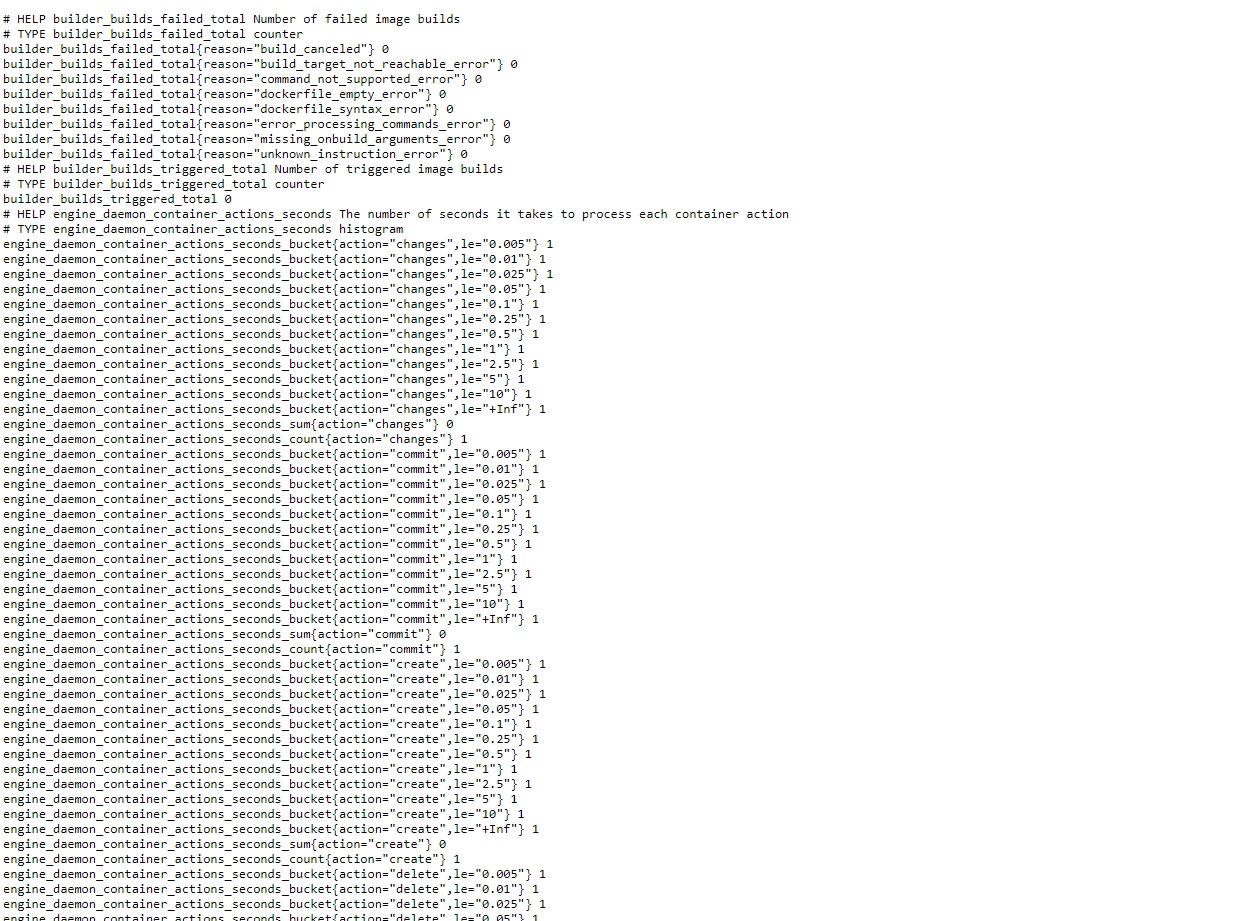 # HELP builder_builds_failed_total Number of failed image builds
# TYPE builder_builds_failed_total counter
builder_builds_failed_total{reason="build_canceled"} 0
builder_builds_failed_total{reason="build_target_not_reachable_error"} 0
builder_builds_failed_total{reason="command_not_supported_error"} 0
builder_builds_failed_total{reason="dockerfile_empty_error"} 0
builder_builds_failed_total{reason="dockerfile_syntax_error"} 0
builder_builds_failed_total{reason="error_processing_commands_error"} 0
builder_builds_failed_total{reason="missing_onbuild_arguments_error"} 0
builder_builds_failed_total{reason="unknown_instruction_error"} 0
# HELP builder_builds_triggered_total Number of triggered image builds
# TYPE builder_builds_triggered_total counter
builder_builds_triggered_total 0
# HELP engine_daemon_container_actions_seconds The number of seconds it takes to process each container action
# TYPE engine_daemon_container_actions_seconds histogram
engine_daemon_container_actions_seconds_bucket{action="changes",le="0.005"} 1
engine_daemon_container_actions_seconds_bucket{action="changes",le="0.01"} 1
engine_daemon_container_actions_seconds_bucket{action="changes",le="0.025"} 1
engine_daemon_container_actions_seconds_bucket{action="changes",le="0.05"} 1
engine_daemon_container_actions_seconds_bucket{action="changes",le="0.1"} 1
engine_daemon_container_actions_seconds_bucket{action="changes",le="0.25"} 1
engine_daemon_container_actions_seconds_bucket{action="changes",le="0.5"} 1
engine_daemon_container_actions_seconds_bucket{action="changes",le="1"} 1
engine_daemon_container_actions_seconds_bucket{action="changes",le="2.5"} 1
engine_daemon_container_actions_seconds_bucket{action="changes",le="5"} 1
engine_daemon_container_actions_seconds_bucket{action="changes",le="10"} 1
engine_daemon_container_actions_seconds_bucket{action="changes",le="+Inf"} 1
engine_daemon_container_actions_seconds_sum{action="changes"} 0
engine_daemon_container_actions_seconds_count{action="changes"} 1
engine_daemon_container_actions_seconds_bucket{action="commit",le="0.005"} 1
engine_daemon_container_actions_seconds_bucket{action="commit",le="0.01"} 1
engine_daemon_container_actions_seconds_bucket{action="commit",le="0.025"} 1
engine_daemon_container_actions_seconds_bucket{action="commit",le="0.05"} 1
engine_daemon_container_actions_seconds_bucket{action="commit",le="0.1"} 1
engine_daemon_container_actions_seconds_bucket{action="commit",le="0.25"} 1
engine_daemon_container_actions_seconds_bucket{action="commit",le="0.5"} 1
engine_daemon_container_actions_seconds_bucket{action="commit",le="1"} 1
engine_daemon_container_actions_seconds_bucket{action="commit",le="2.5"} 1
engine_daemon_container_actions_seconds_bucket{action="commit",le="5"} 1
engine_daemon_container_actions_seconds_bucket{action="commit",le="10"} 1
engine_daemon_container_actions_seconds_bucket{action="commit",le="+Inf"} 1
engine_daemon_container_actions_seconds_sum{action="commit"} 0
engine_daemon_container_actions_seconds_count{action="commit"} 1
engine_daemon_container_actions_seconds_bucket{action="create",le="0.005"} 1
engine_daemon_container_actions_seconds_bucket{action="create",le="0.01"} 1
engine_daemon_container_actions_seconds_bucket{action="create",le="0.025"} 1
engine_daemon_container_actions_seconds_bucket{action="create",le="0.05"} 1
engine_daemon_container_actions_seconds_bucket{action="create",le="0.1"} 1
engine_daemon_container_actions_seconds_bucket{action="create",le="0.25"} 1
engine_daemon_container_actions_seconds_bucket{action="create",le="0.5"} 1
engine_daemon_container_actions_seconds_bucket{action="create",le="1"} 1
engine_daemon_container_actions_seconds_bucket{action="create",le="2.5"} 1
engine_daemon_container_actions_seconds_bucket{action="create",le="5"} 1
engine_daemon_container_actions_seconds_bucket{action="create",le="10"} 1
engine_daemon_container_actions_seconds_bucket{action="create",le="+Inf"} 1
engine_daemon_container_actions_seconds_sum{action="create"} 0
engine_daemon_container_actions_seconds_count{action="create"} 1
engine_daemon_container_actions_seconds_bucket{action="delete",le="0.005"} 1
engine_daemon_container_actions_seconds_bucket{action="delete",le="0.01"} 1
engine_daemon_container_actions_seconds_bucket{action="delete",le="0.025"} 1
engine_daemon_container_actions_seconds_bucket{action="delete",le="0.05"} 1